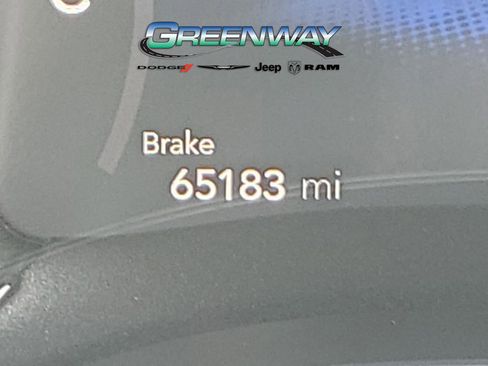 GREENWAY
DODGE Jeep RAM
Brake
65183 mi